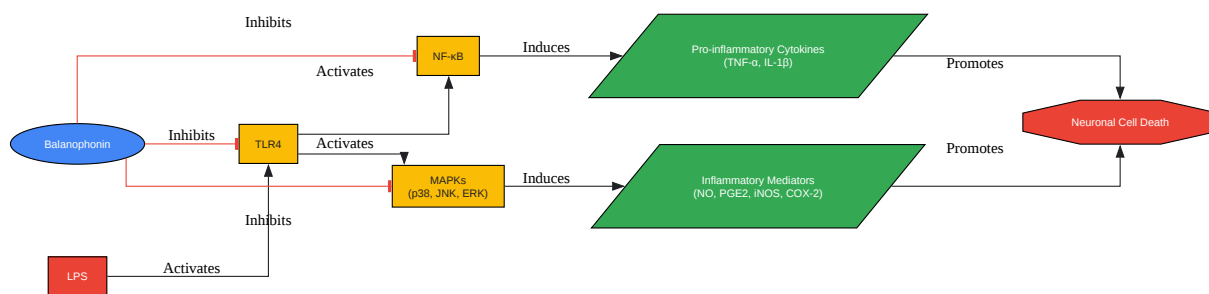 Inhibits
NF-κB
Induces
Pro-inflammatory Cytokines
(TNF-α, IL-1β)
Promotes
Activates
Balanophonin
Inhibits
TLR4
Activates
Neuronal Cell Death
MAPKs
(p38, JNK, ERK)
Induces
Inflammatory Mediators
(NO, PGE2, iNOS, COX-2)
Promotes
Inhibits
LPS
Activates